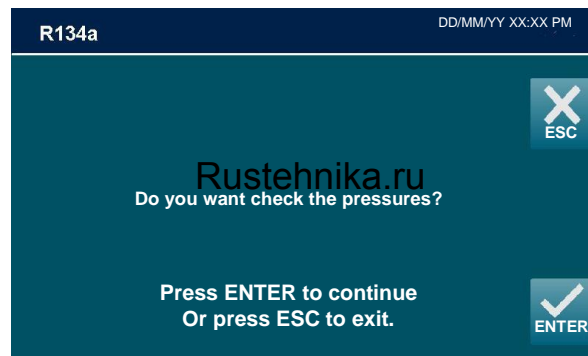 R134a
DD/MM/YY XX:XX PM
ESC
Rustehnika.ru
Do you want check the pressures?
Press ENTER to continue
Or press ESC to exit.
ENTER